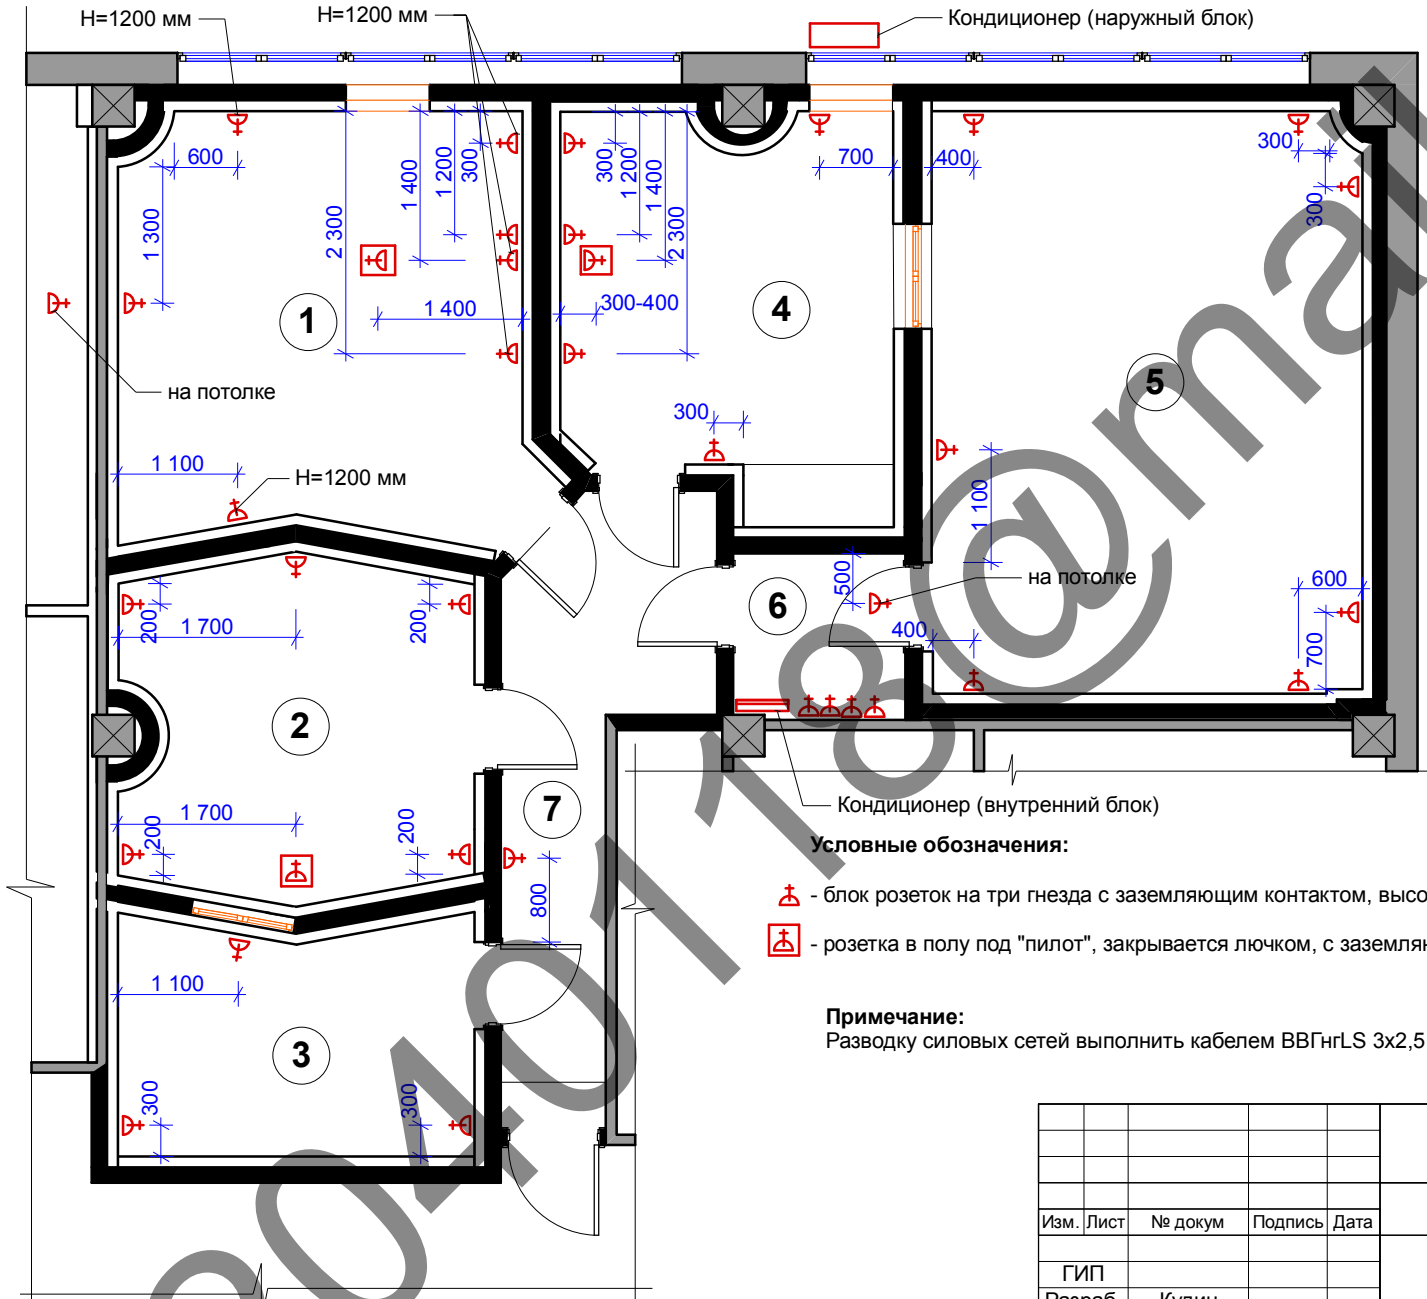 H=1200 мм
H=1200 мм
Кондиционер (наружный блок)
600
1 300
2 300
1 400
1 200
300
300
1 200
1 400
2 300
700
400
300
300
1
1 400
300-400
4
5
на потолке
300
1 100
H=1200 мм
1 100
200
1 700
200
500
6
на потолке
400
600
700
2
1 700
200
200
7
800
Кондиционер (внутренний блок)
Условные обозначения:
- блок розеток на три гнезда с заземляющим контактом, высо
- розетка в полу под "пилот", закрывается лючком, с заземля
1 100
3
300
300
Примечание:
Разводку силовых сетей выполнить кабелем ВВГнгLS 3x2,5
Изм. Лист № докум Подпись Дата
ГИП
Разраб. Кулич
2040118@mail